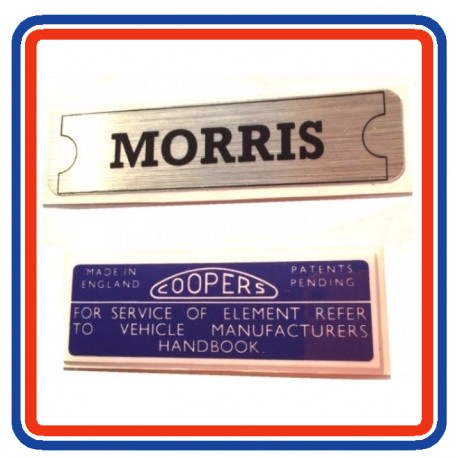 MORRIS
MADE IN PATENTS
ENGLAND COOPERS PENDING
FOR SERVICE OF ELEMENT REFER
TO VEHICLE MANUFACTURERS
HANDBOOK.